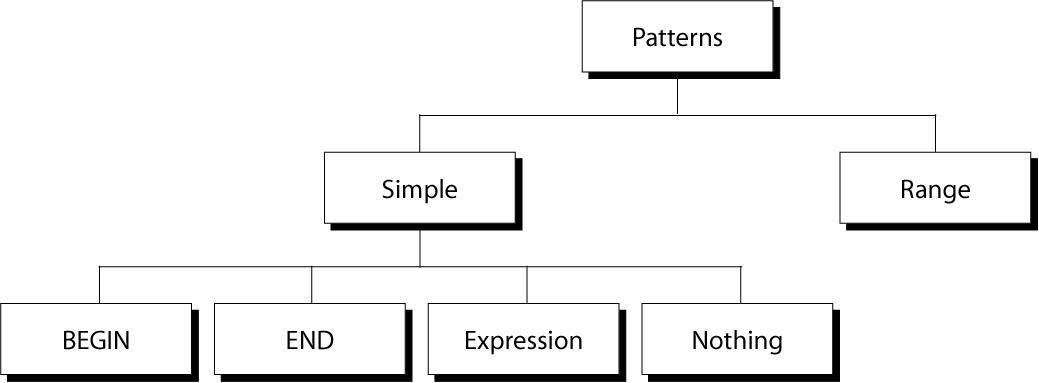 Patterns
Simple
Range
BEGIN
END
Expression
Nothing